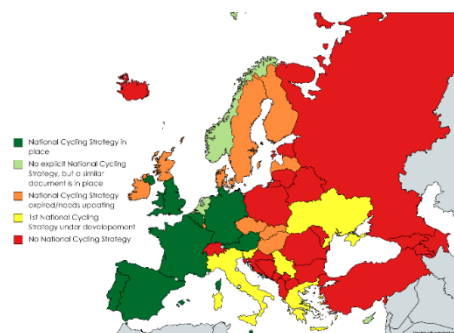 National Cycling Strategy in
place
No explicit National Cycling
Strategy, but a similar
document is in place
National Cycling Strategy
expired/needs updating
1st National Cycling
Strategy under developement
No National Cycling Strategy